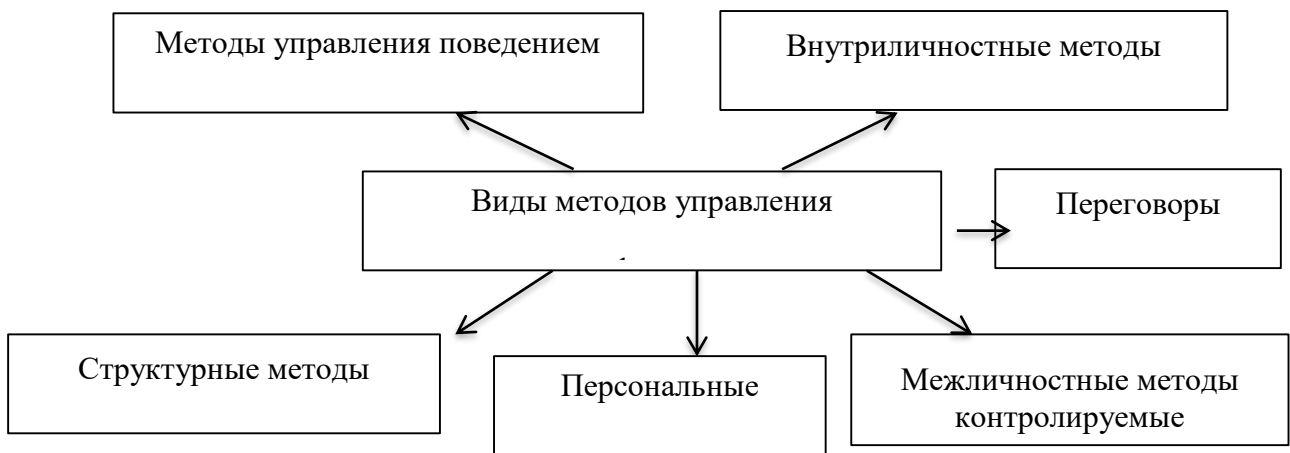 Методы управления поведением
Внутриличностные методы
Виды методов управления
Переговоры
Структурные методы
Персональные
Межличностные методы
контролируемые